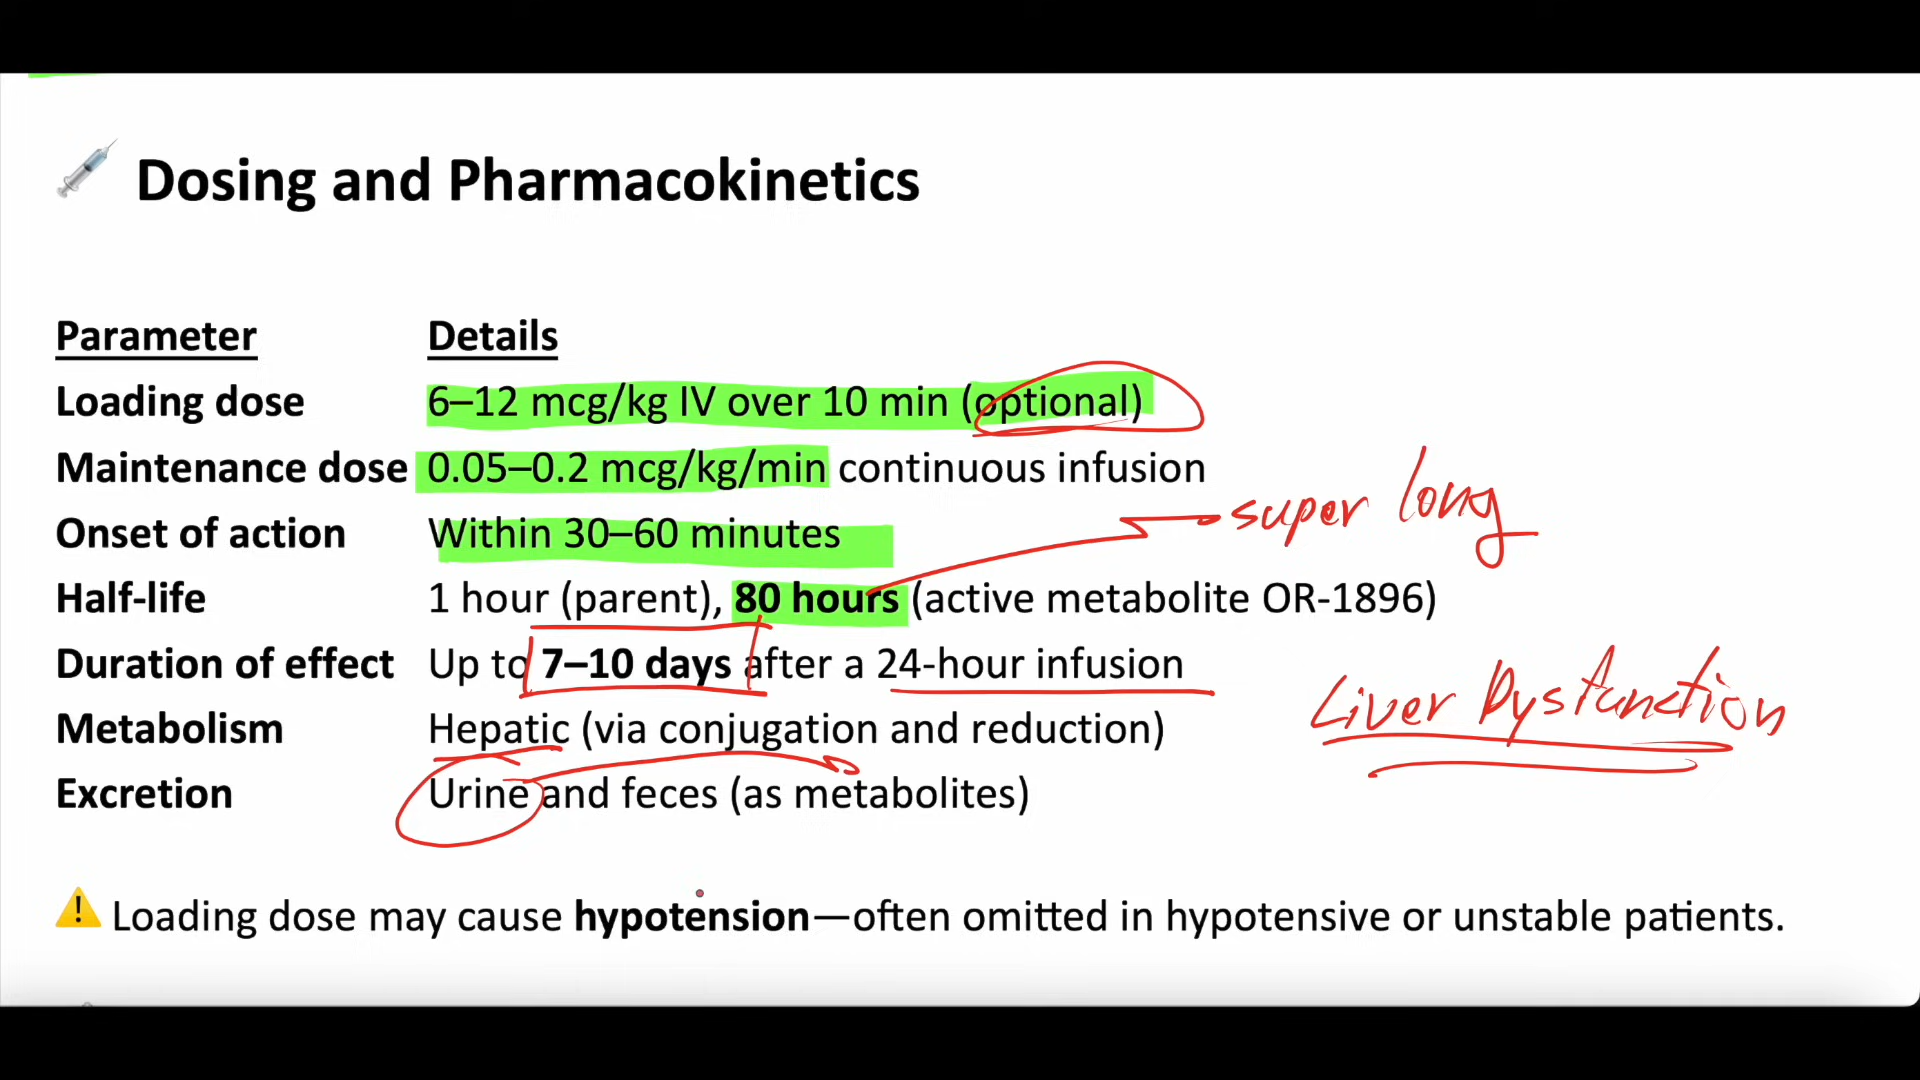 Dosing and Pharmacokinetics
Parameter Details
Loading dose 6–12 mcg/kg IV over 10 min (optional)
Maintenance dose 0.05–0.2 mcg/kg/min continuous infusion
super long
Onset of action Within 30–60 minutes
Half-life 1 hour (parent), 80 hours (active metabolite OR-1896)
Duration of effect Up to 7–10 days after a 24-hour infusion
Liver Dysfunction
Metabolism Hepatic (via conjugation and reduction)
Excretion Urine and feces (as metabolites)
⚠️ Loading dose may cause hypotension—often omitted in hypotensive or unstable patients.